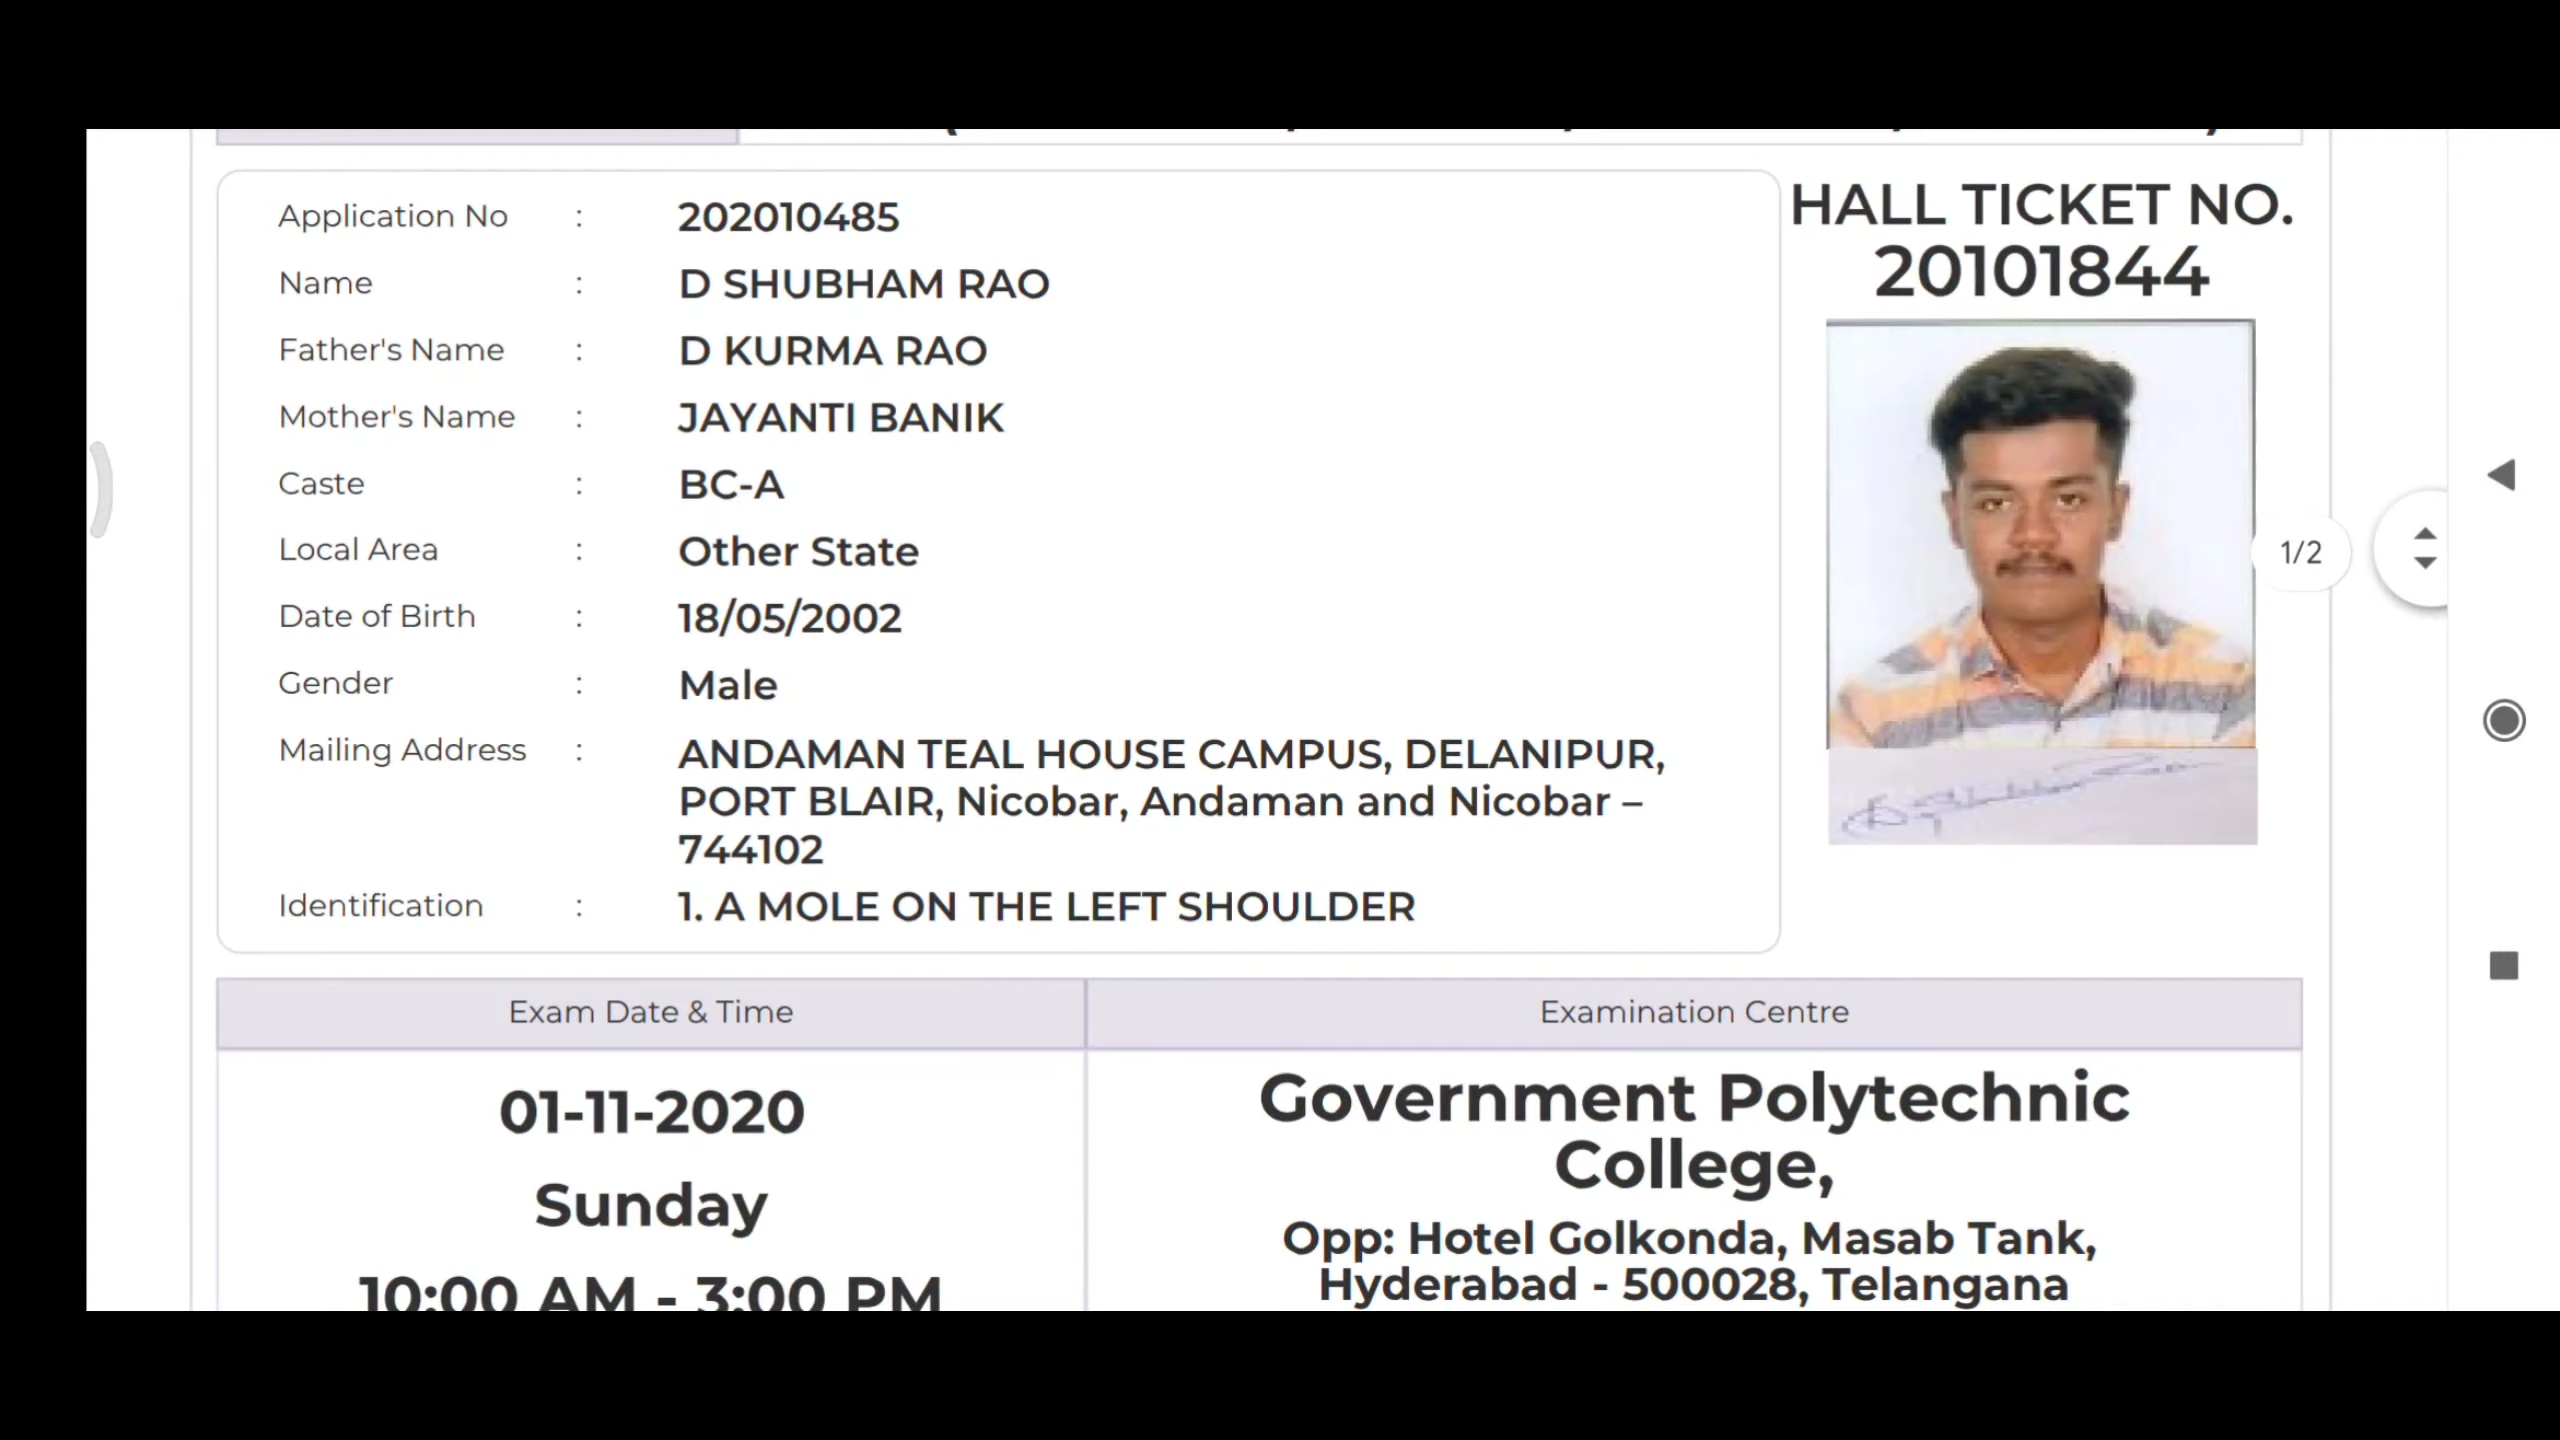 Application No : 202010485
Name : D SHUBHAM RAO
Father's Name : D KURMA RAO
Mother's Name : JAYANTI BANIK
Caste : BC-A
Local Area : Other State
Date of Birth : 18/05/2002
Gender : Male
Mailing Address : ANDAMAN TEAL HOUSE CAMPUS, DELANIPUR,
PORT BLAIR, Nicobar, Andaman and Nicobar –
744102
Identification : 1. A MOLE ON THE LEFT SHOULDER
HALL TICKET NO.
20101844
1/2
Exam Date & Time
01-11-2020
Sunday
10:00 AM - 3:00 PM
Examination Centre
Government Polytechnic
College,
Opp: Hotel Golkonda, Masab Tank,
Hyderabad - 500028, Telangana